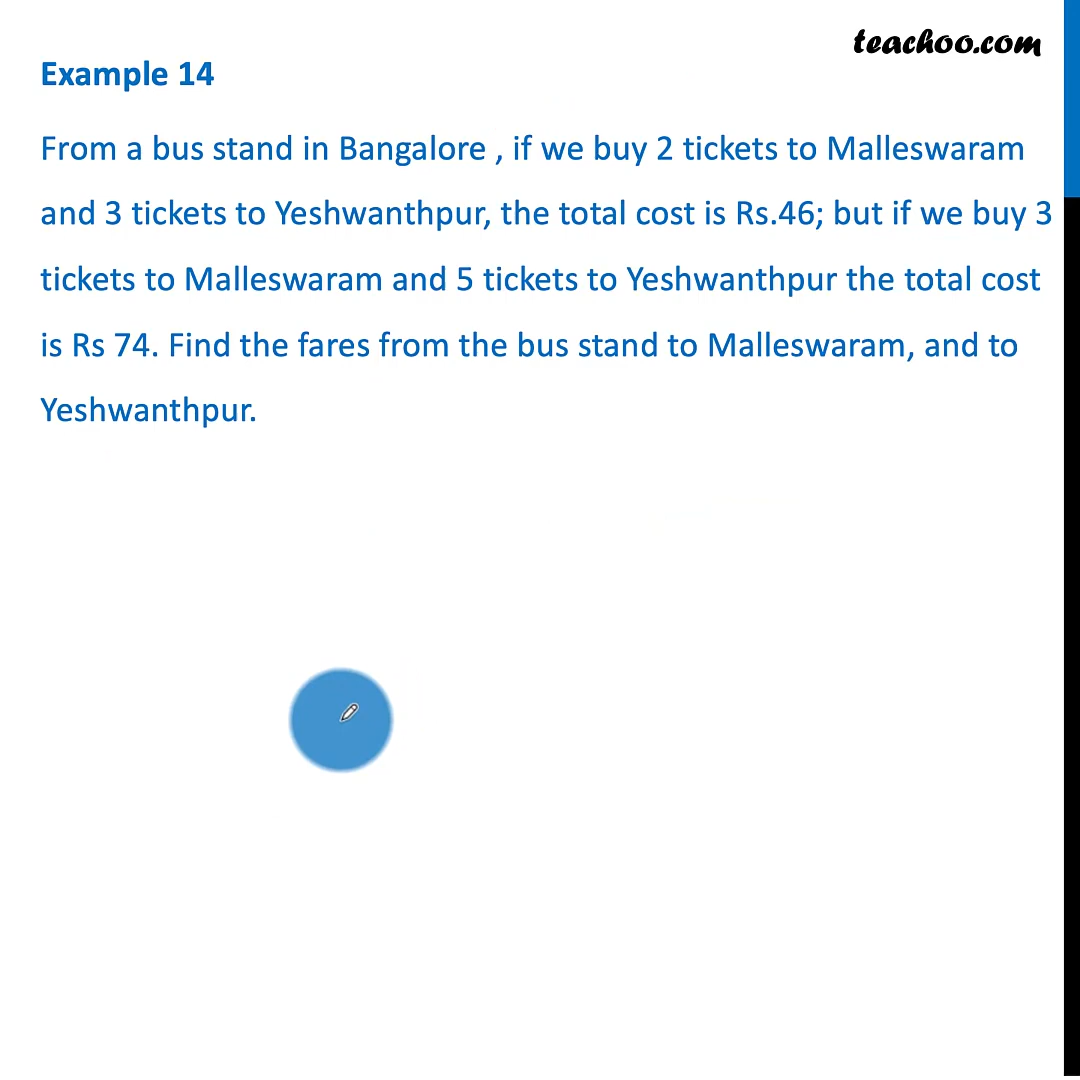 teachoo.com
Example 14
From a bus stand in Bangalore , if we buy 2 tickets to Malleswaram
and 3 tickets to Yeshwanthpur, the total cost is Rs.46; but if we buy 3
tickets to Malleswaram and 5 tickets to Yeshwanthpur the total cost
is Rs 74. Find the fares from the bus stand to Malleswaram, and to
Yeshwanthpur.